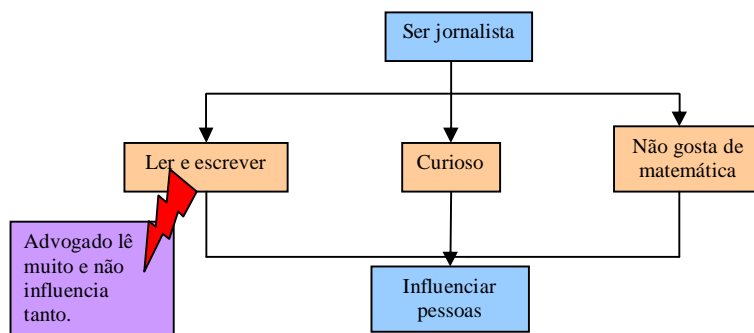 Ser jornalista
Ler e escrever
Curioso
Não gosta de
matemática
Advogado lê
muito e não
influencia
tanto.
Influenciar
pessoas